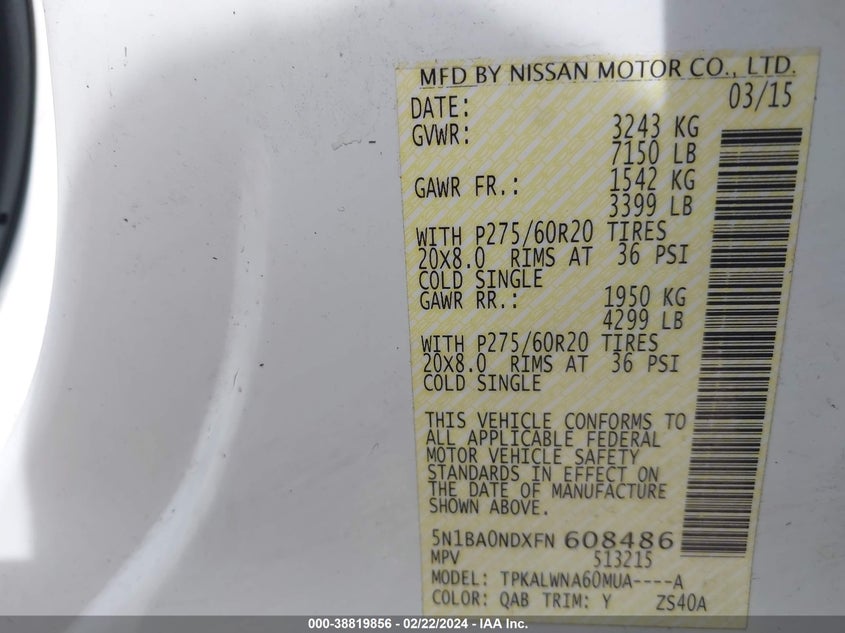 MFD BY NISSAN MOTOR CO., LTD.
DATE: 03/15
GVWR: 3243 KG
7150 LB
GAWR FR.: 1542 KG
3399 LB
WITH P275/60R20 TIRES
20X8.0 RIMS AT 36 PSI
COLD SINGLE
GAWR RR.: 1950 KG
4299 LB
WITH P275/60R20 TIRES
20X8.0 RIMS AT 36 PSI
COLD SINGLE
THIS VEHICLE CONFORMS TO
ALL APPLICABLE FEDERAL
MOTOR VEHICLE SAFETY
STANDARDS IN EFFECT ON
THE DATE OF MANUFACTURE
SHOWN ABOVE.
5N1BA0NDXFN 608486
MPV 513215
MODEL: TPKALWNA60MUA----A
COLOR: QAB TRIM: Y ZS40A
000-38819856 - 02/22/2024 - IAA Inc.